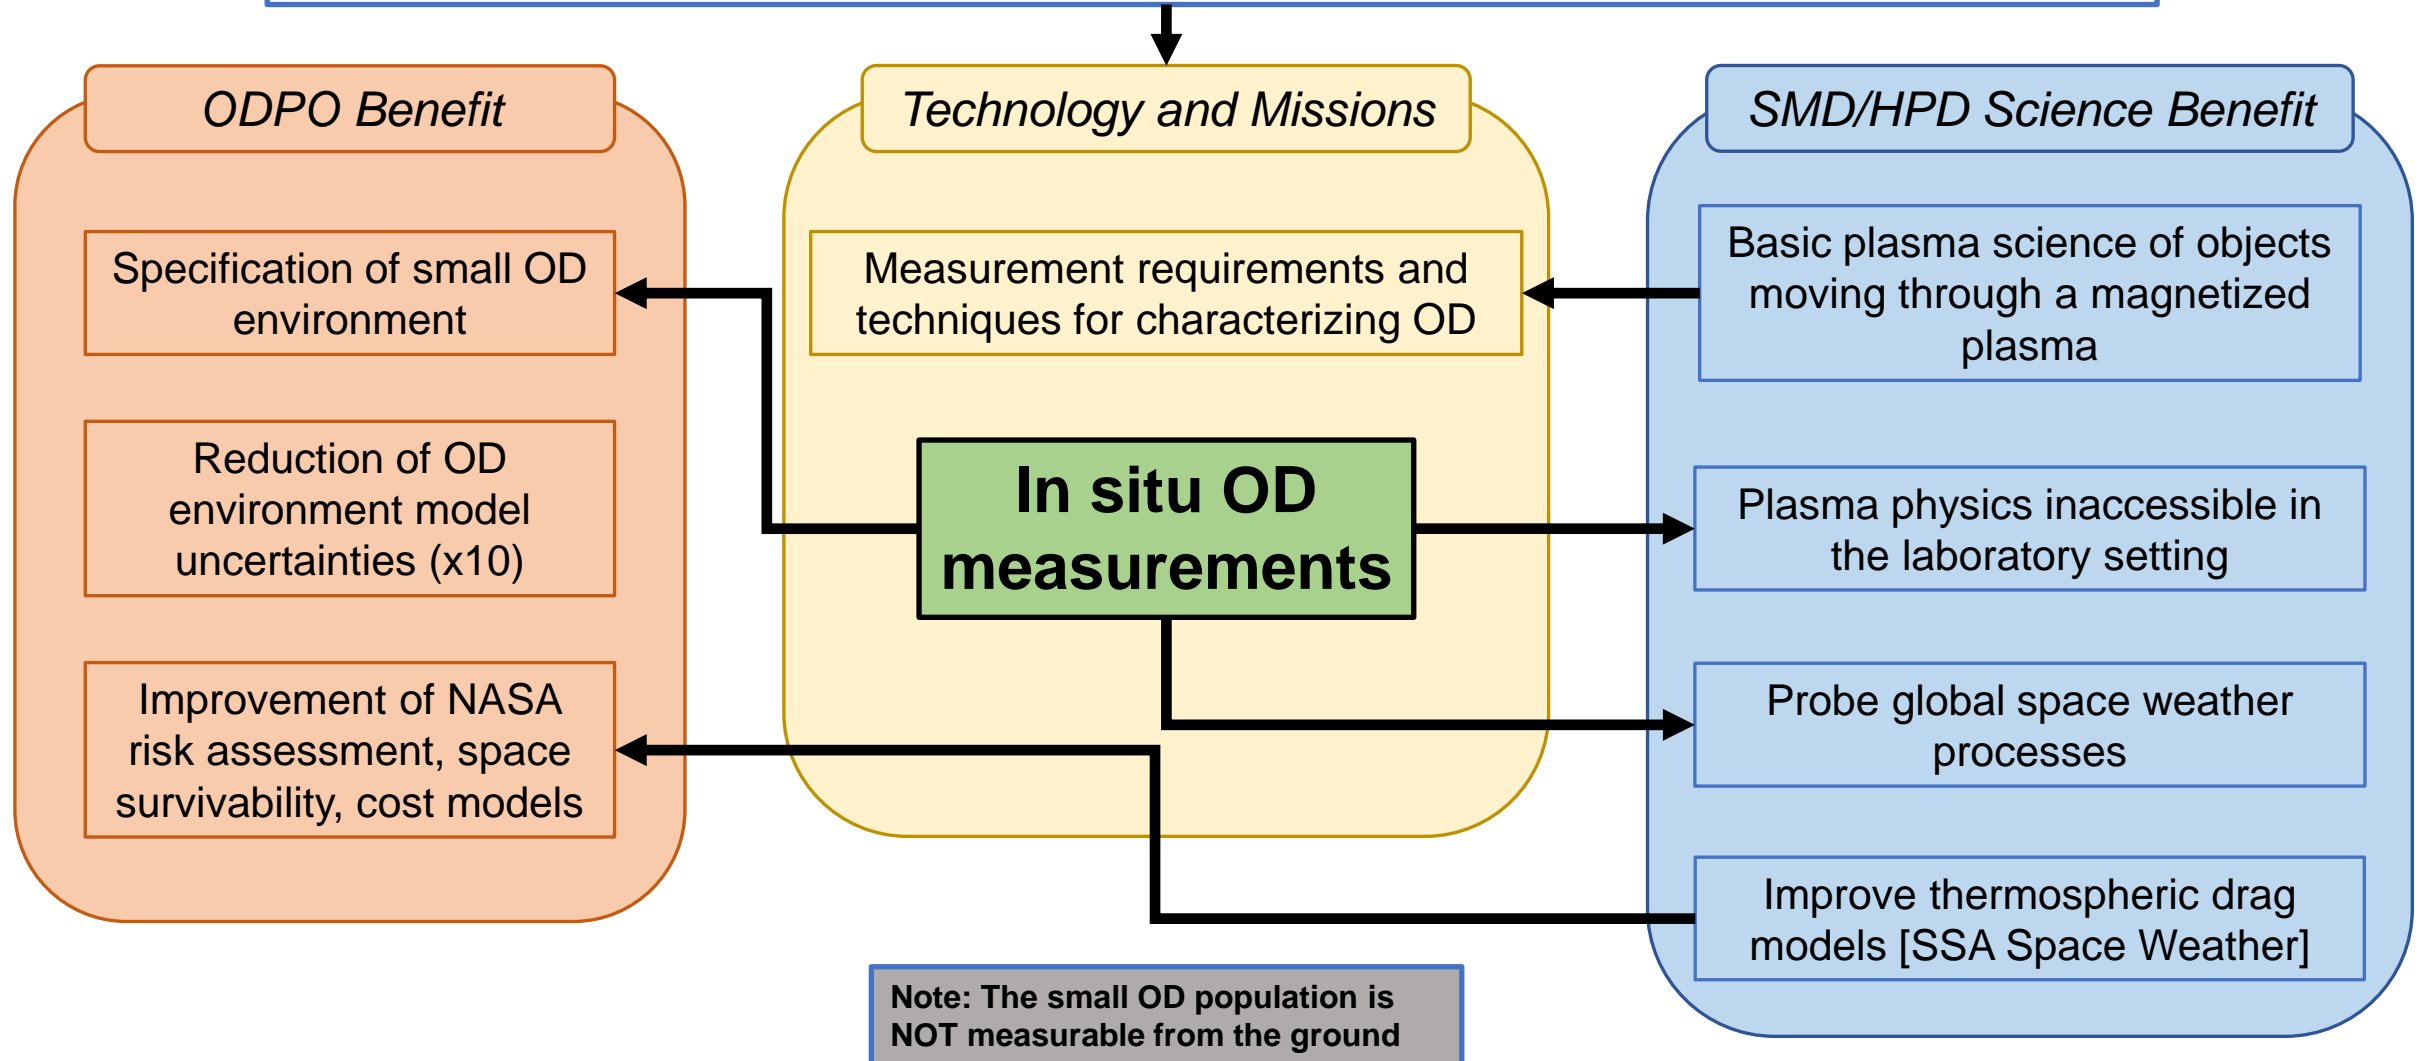 ODPO Benefit
Specification of small OD
environment
Reduction of OD
environment model
uncertainties (x10)
Improvement of NASA
risk assessment, space
survivability, cost models
Technology and Missions
Measurement requirements and
techniques for characterizing OD
In situ OD
measurements
SMD/HPD Science Benefit
Basic plasma science of objects
moving through a magnetized
plasma
Plasma physics inaccessible in
the laboratory setting
Probe global space weather
processes
Improve thermospheric drag
models [SSA Space Weather]
Note: The small OD population is
NOT measurable from the ground